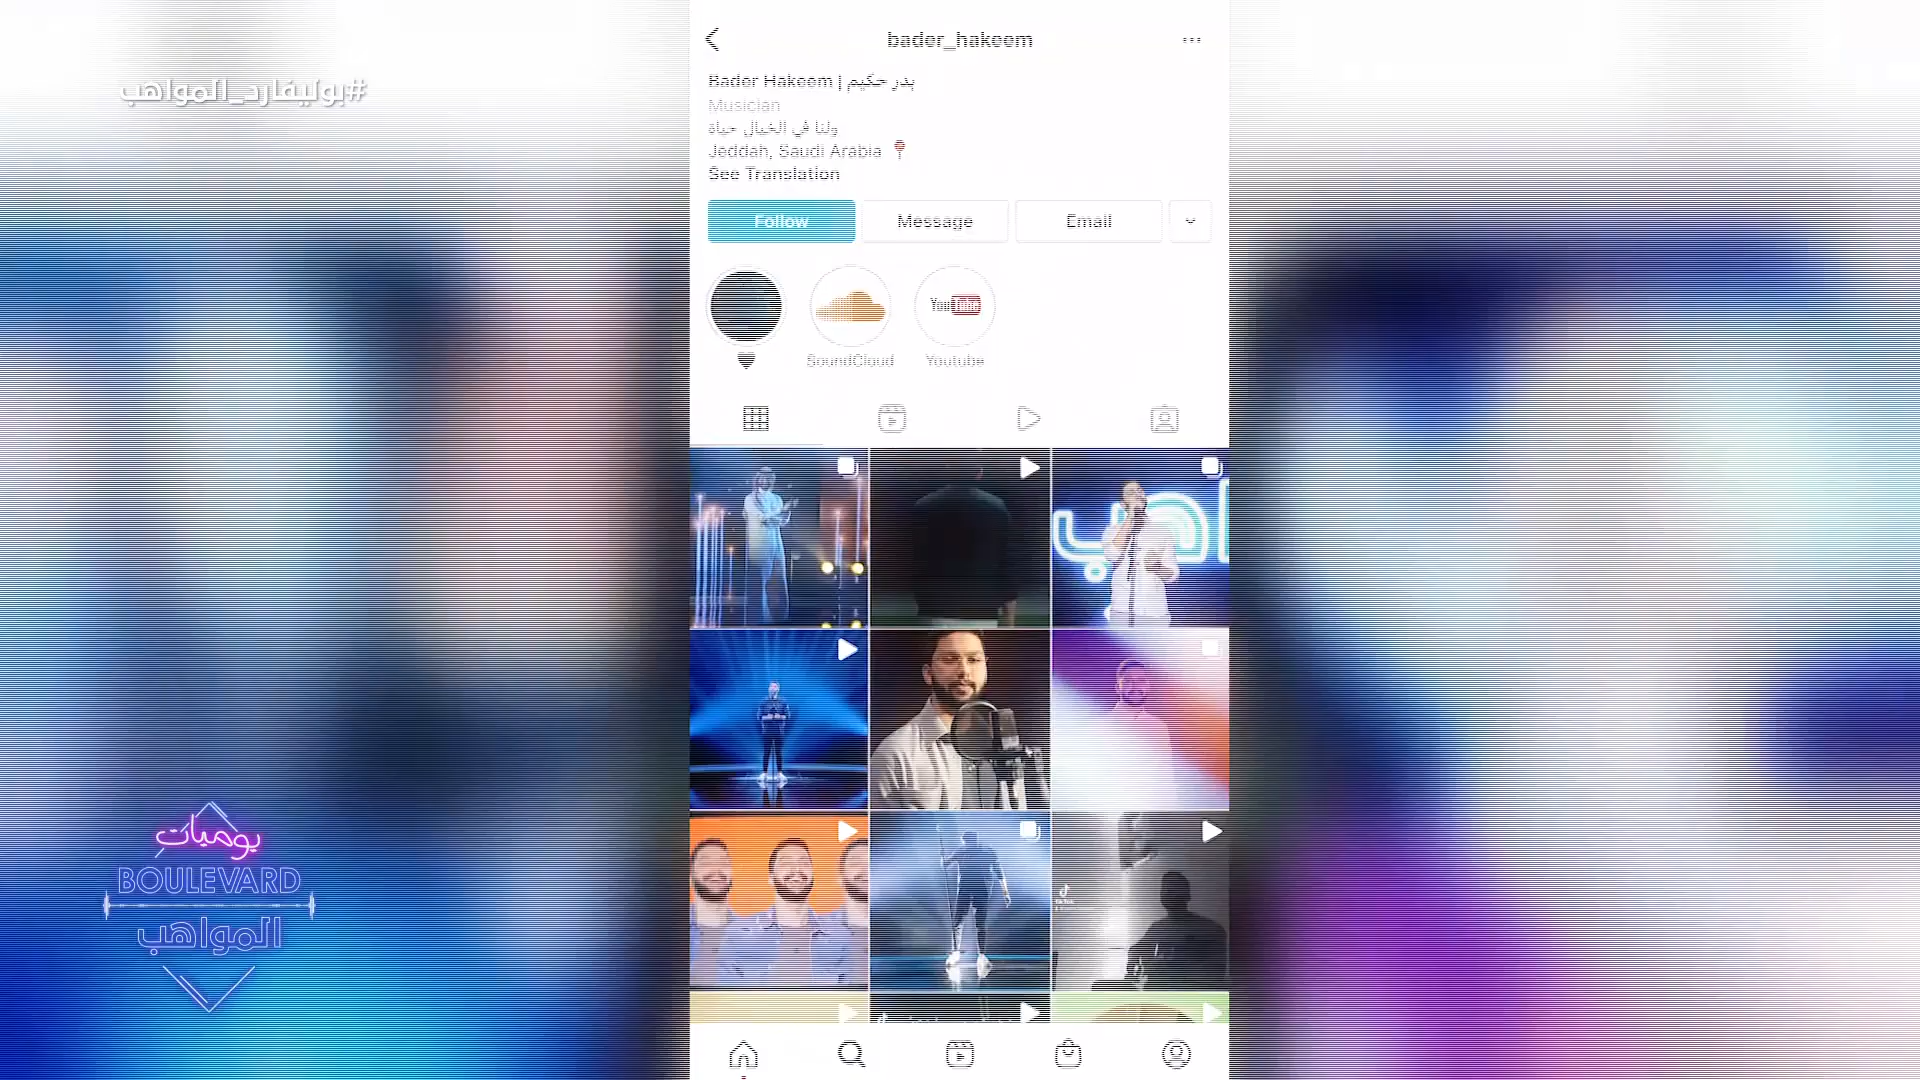 bader_hakeem
#بوليفارد_المواهب
Bader Hakeem | بدر حكيم
Musician
ولنا في الخيال حياة
Jeddah, Saudi Arabia
See Translation
Follow
Message
Email
YouTube
SoundCloud
Youtube
يوميات
BOULEVARD
المواهب